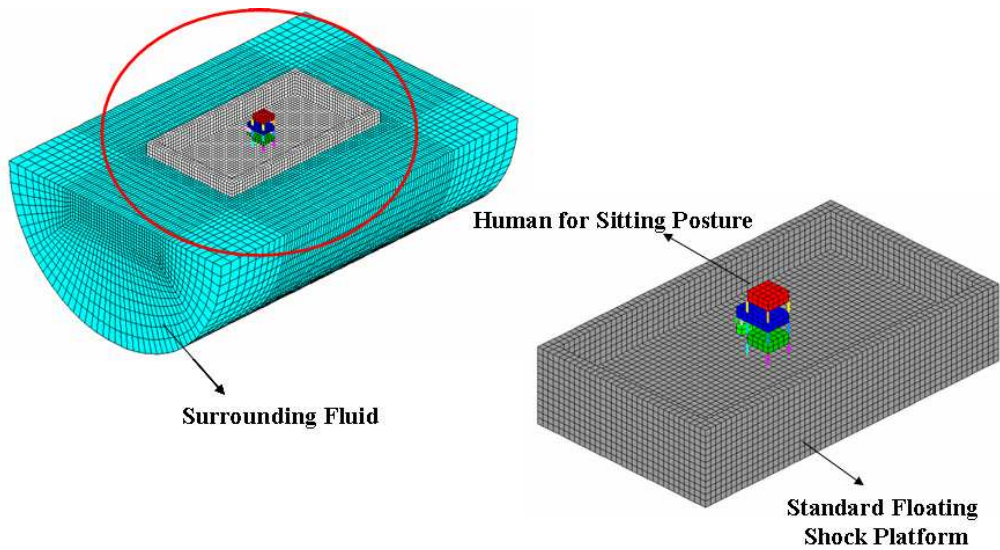 Human for Sitting Posture
Surrounding Fluid
Standard Floating
Shock Platform